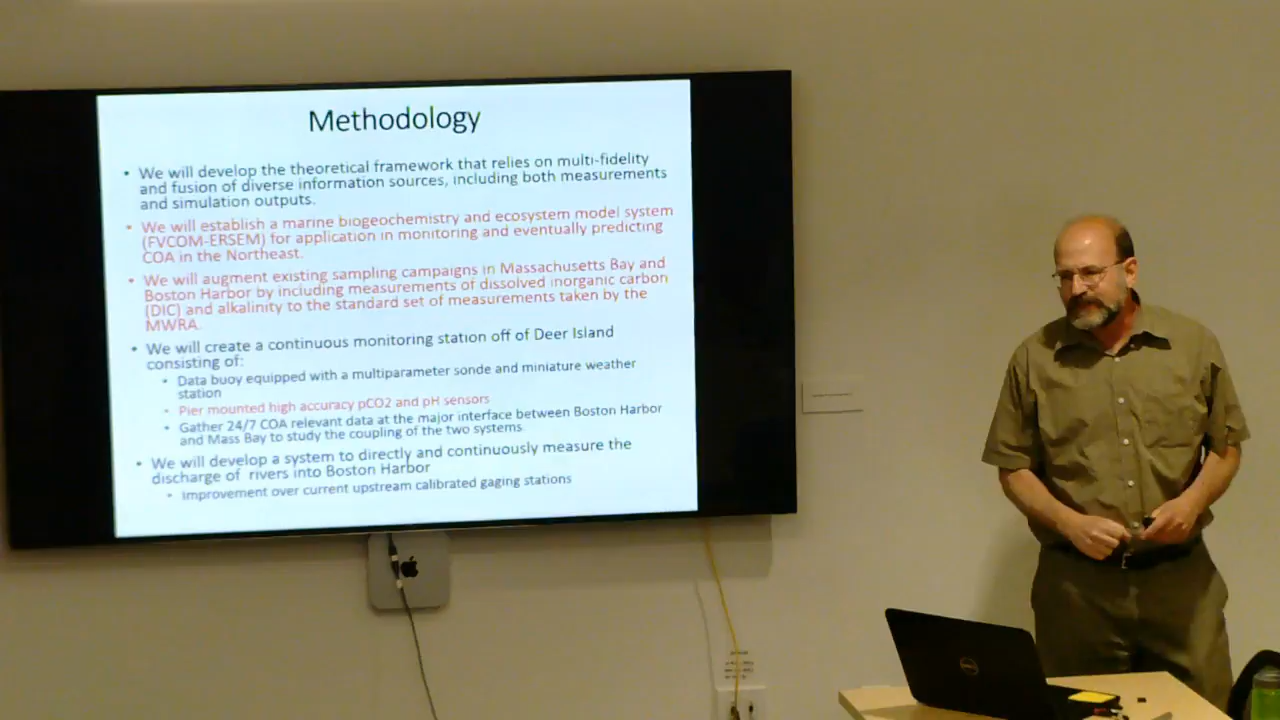 Methodology
• We will develop the theoretical framework that relies on multi-fidelity
and fusion of diverse information sources, including both measurements
and simulation outputs.
• We will establish a marine biogeochemistry and ecosystem model system
(FVCOM-ERSEM) for application in monitoring and eventually predicting
COA in the Northeast.
• We will augment existing sampling campaigns in Massachusetts Bay and
Boston Harbor by including measurements of dissolved inorganic carbon
(DIC) and alkalinity to the standard set of measurements taken by the
MWRA.
• We will create a continuous monitoring station off of Deer Island
consisting of:
• Data buoy equipped with a multiparameter sonde and miniature weather
station
• Pier mounted high accuracy pCO2 and pH sensors
• Gather 24/7 COA relevant data at the major interface between Boston Harbor
and Mass Bay to study the coupling of the two systems
• We will develop a system to directly and continuously measure the
discharge of rivers into Boston Harbor
• Improvement over current upstream calibrated gaging stations
DELL